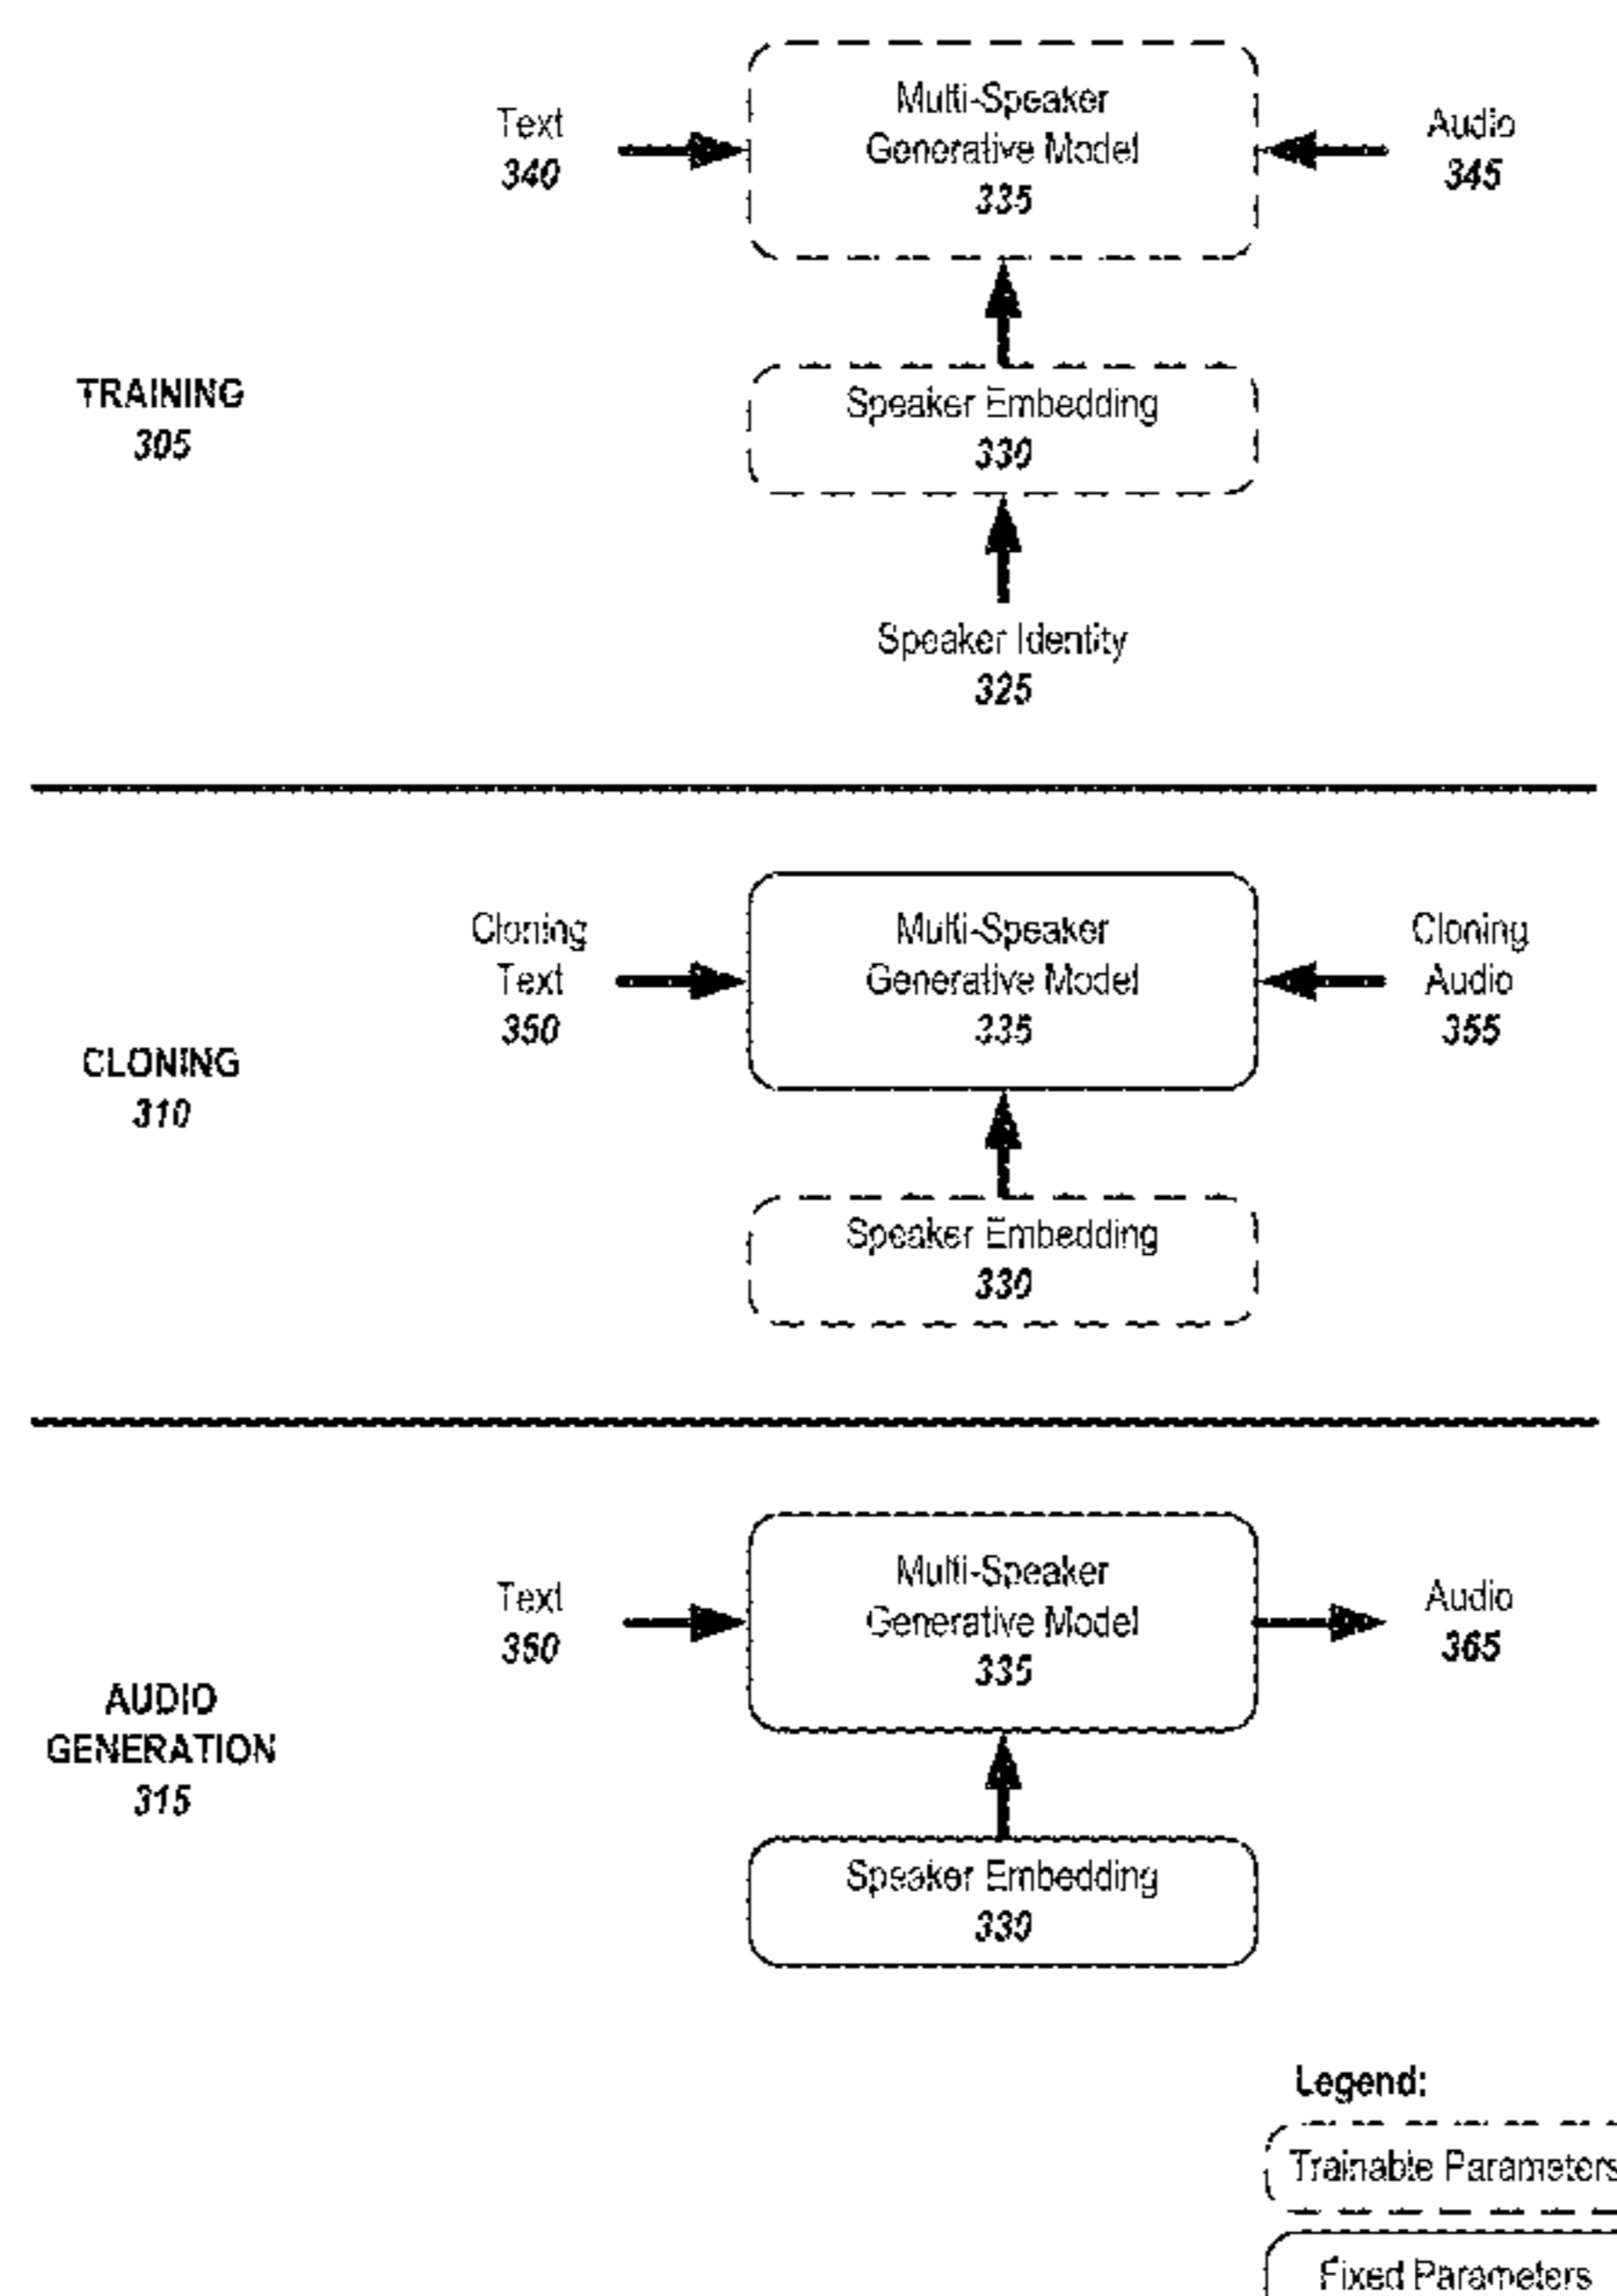 Text
340
Multi-Speaker
Generative Model
335
Audio
345
TRAINING
305
Speaker Embedding
330
Speaker Identity
325
Cloning
Text
350
Multi-Speaker
Generative Model
335
Cloning
Audio
355
CLONING
310
Speaker Embedding
330
Text
360
Multi-Speaker
Generative Model
335
Audio
365
AUDIO
GENERATION
315
Speaker Embedding
330
Legend:
Trainable Parameters
Fixed Parameters